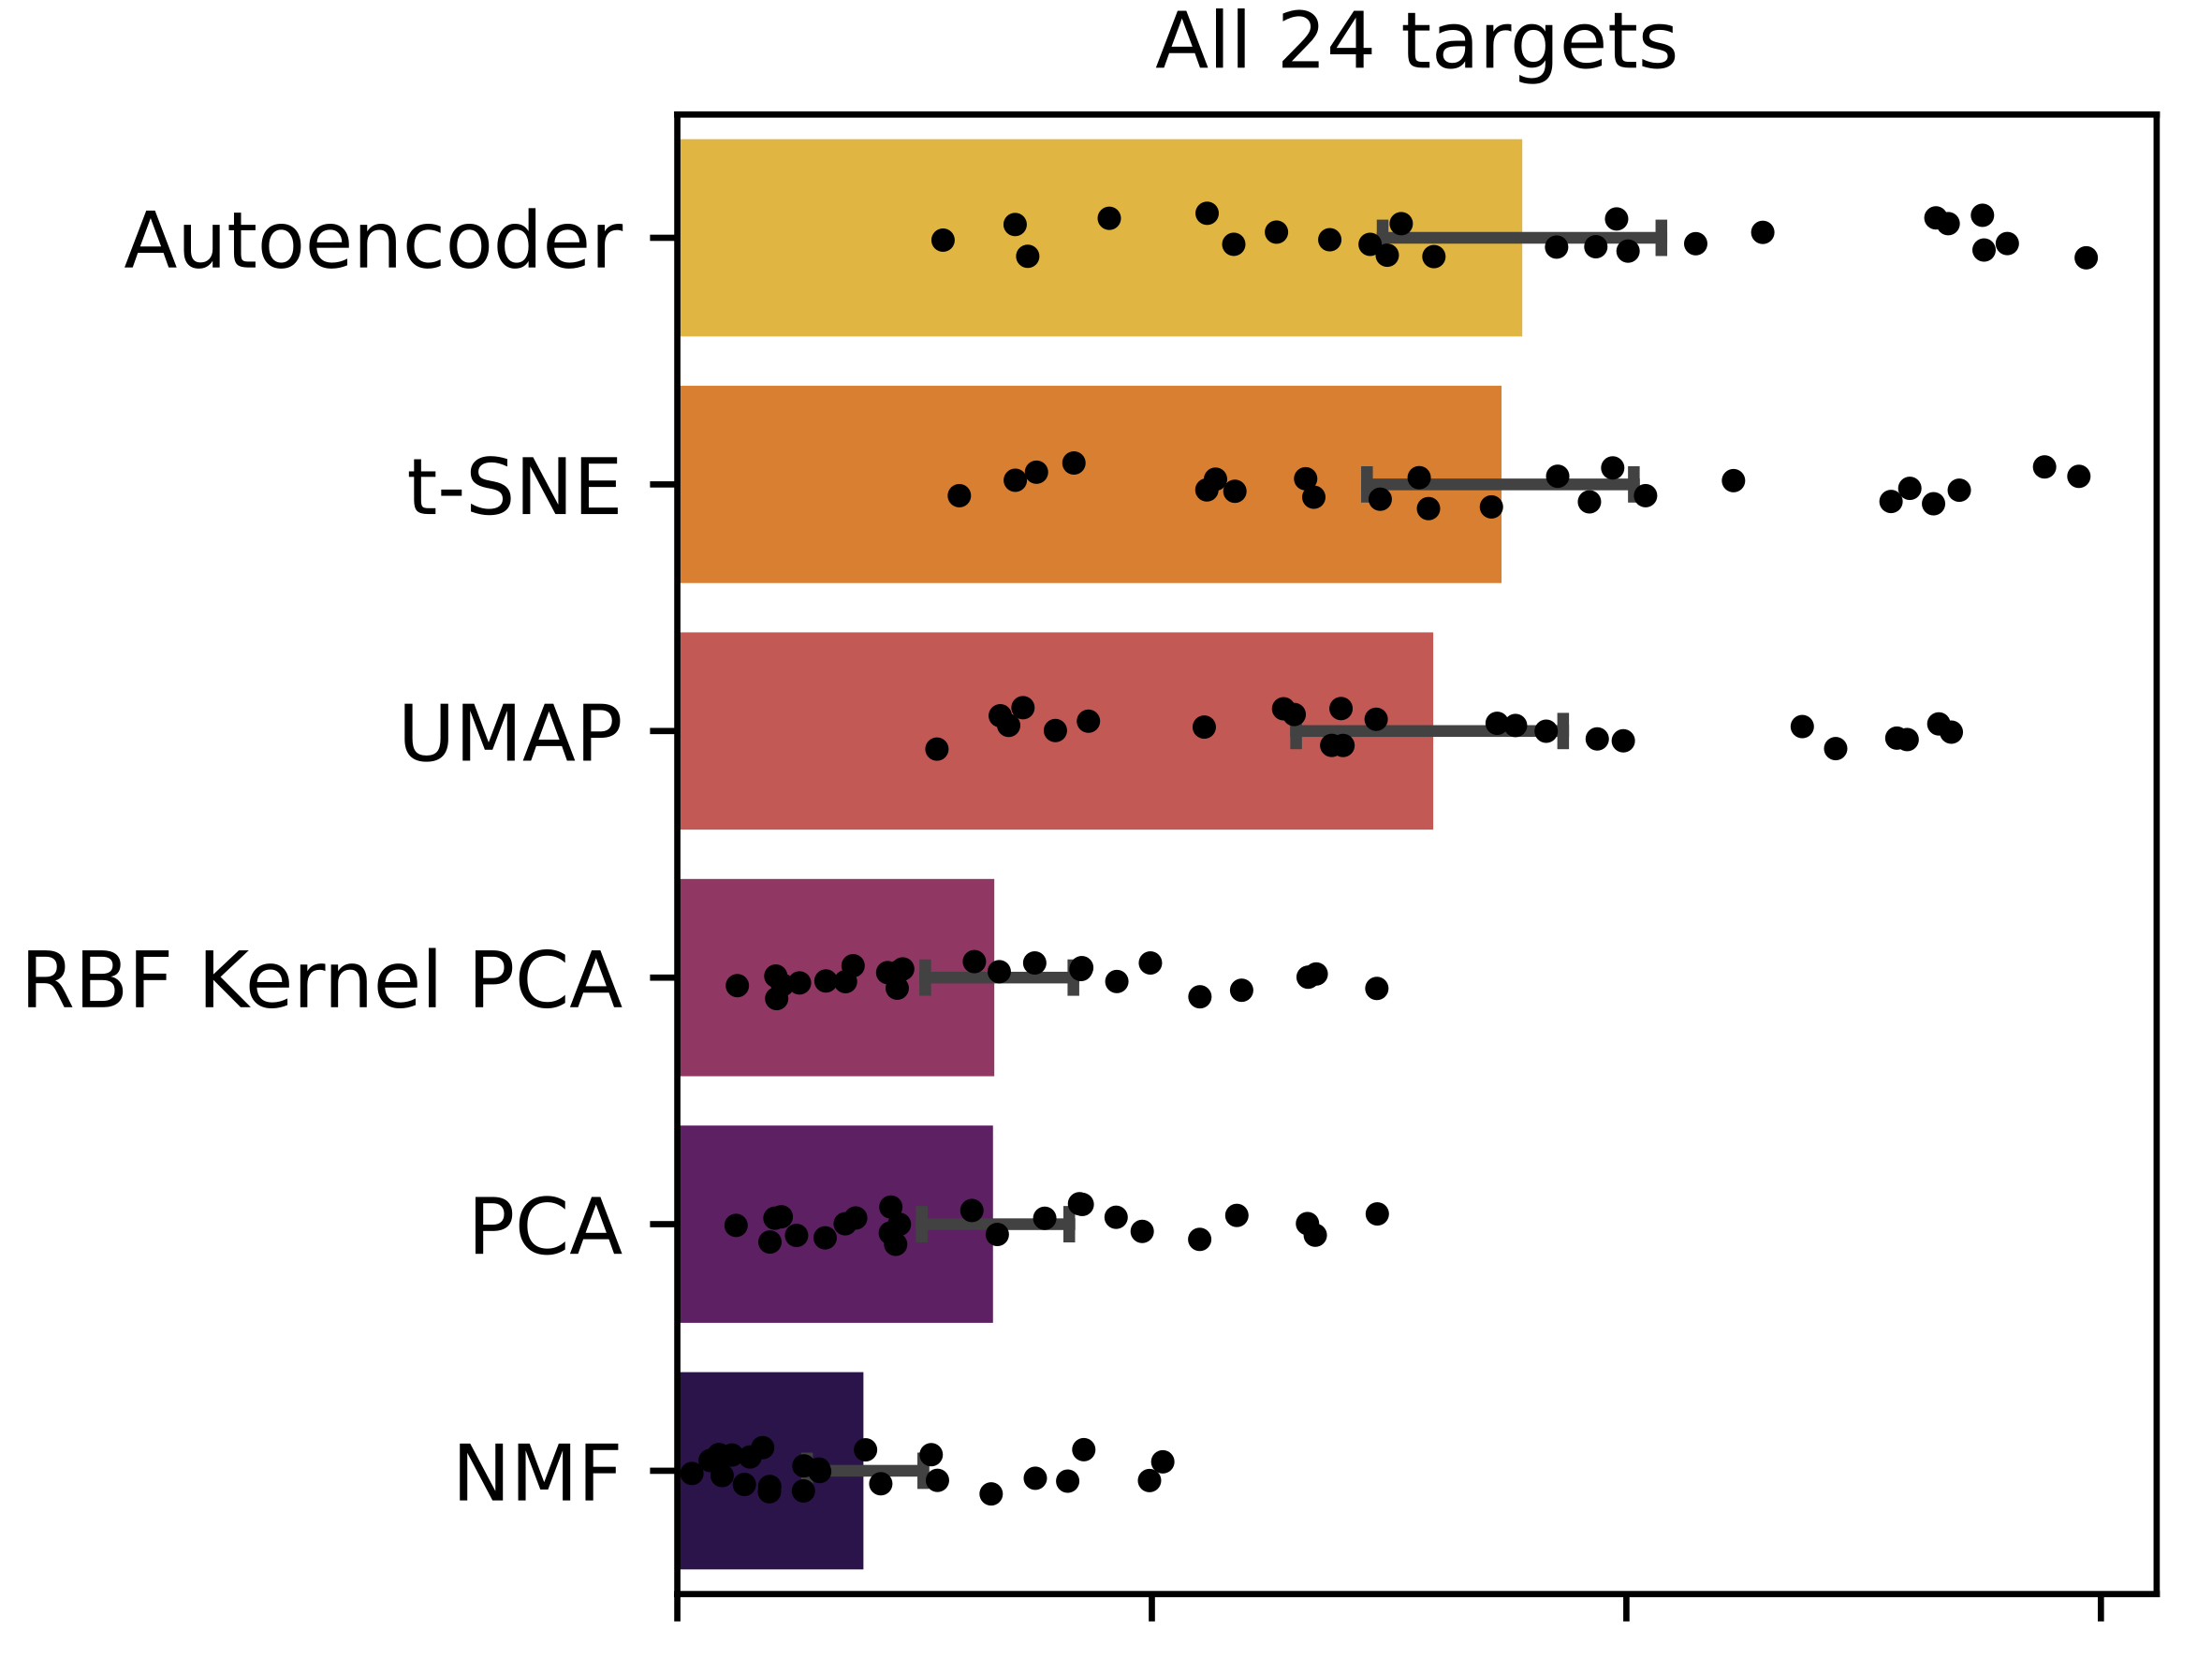 All 24 targets
Autoencoder
t-SNE
UMAP
RBF Kernel PCA
PCA
NMF